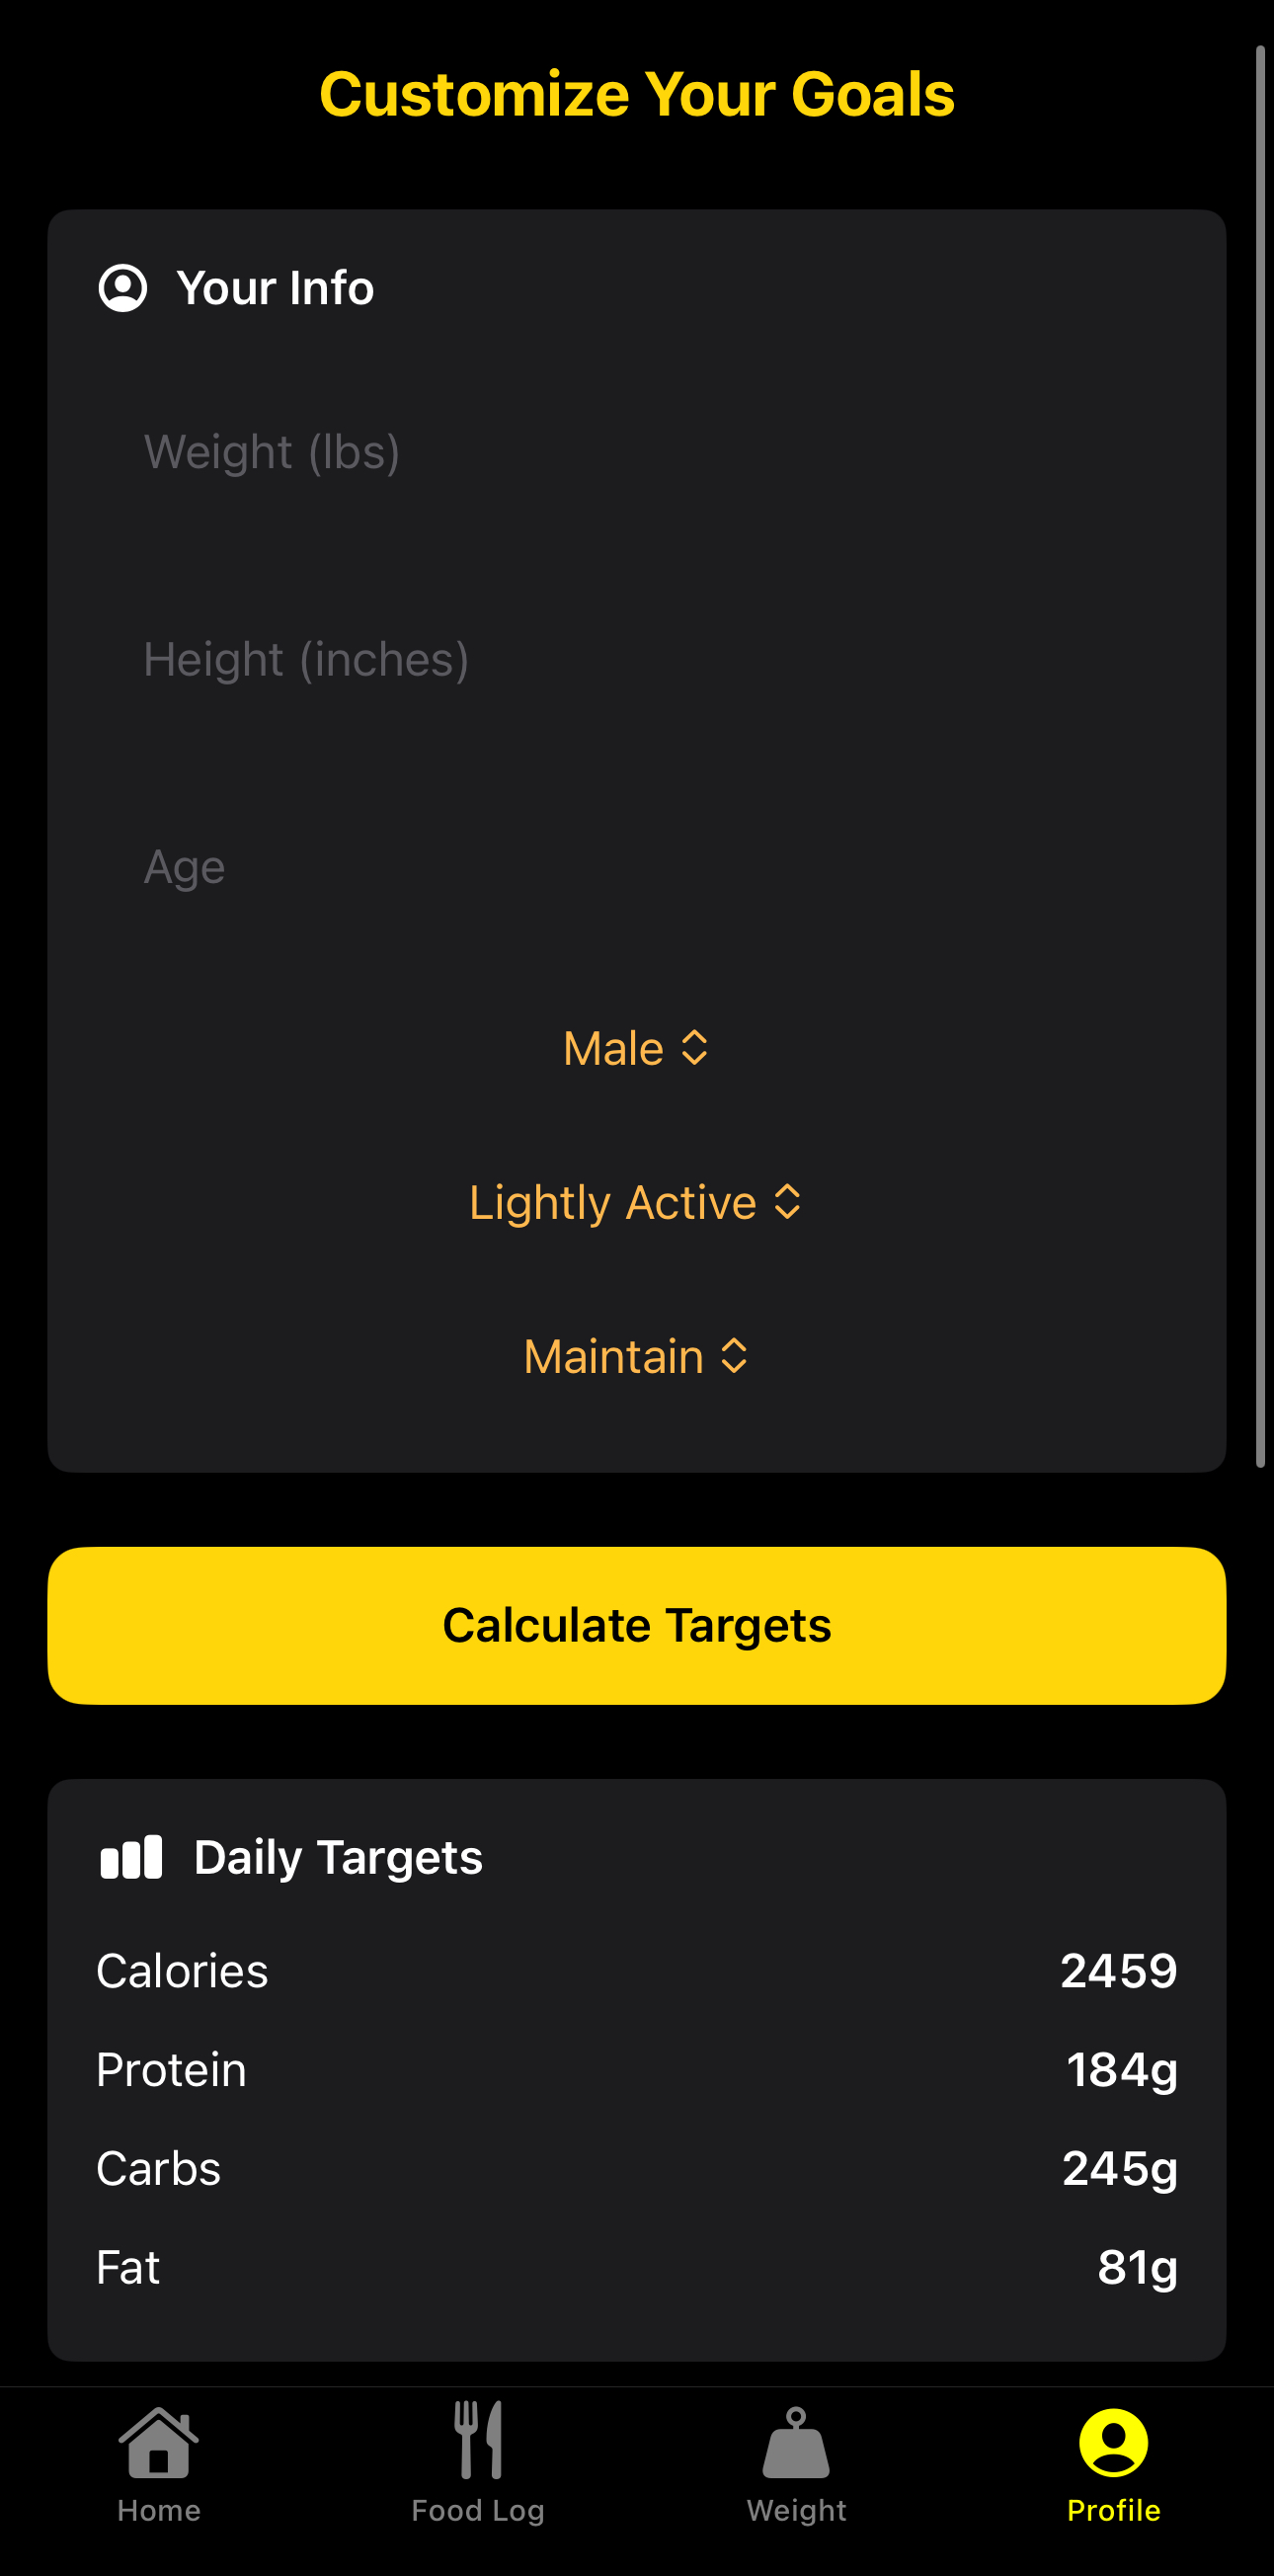 Customize Your Goals
Your Info
Weight (lbs)
Height (inches)
Age
Male
Lightly Active
Maintain
Calculate Targets
Daily Targets
Calories 2459
Protein 184g
Carbs 245g
Fat 81g
Home Food Log Weight Profile